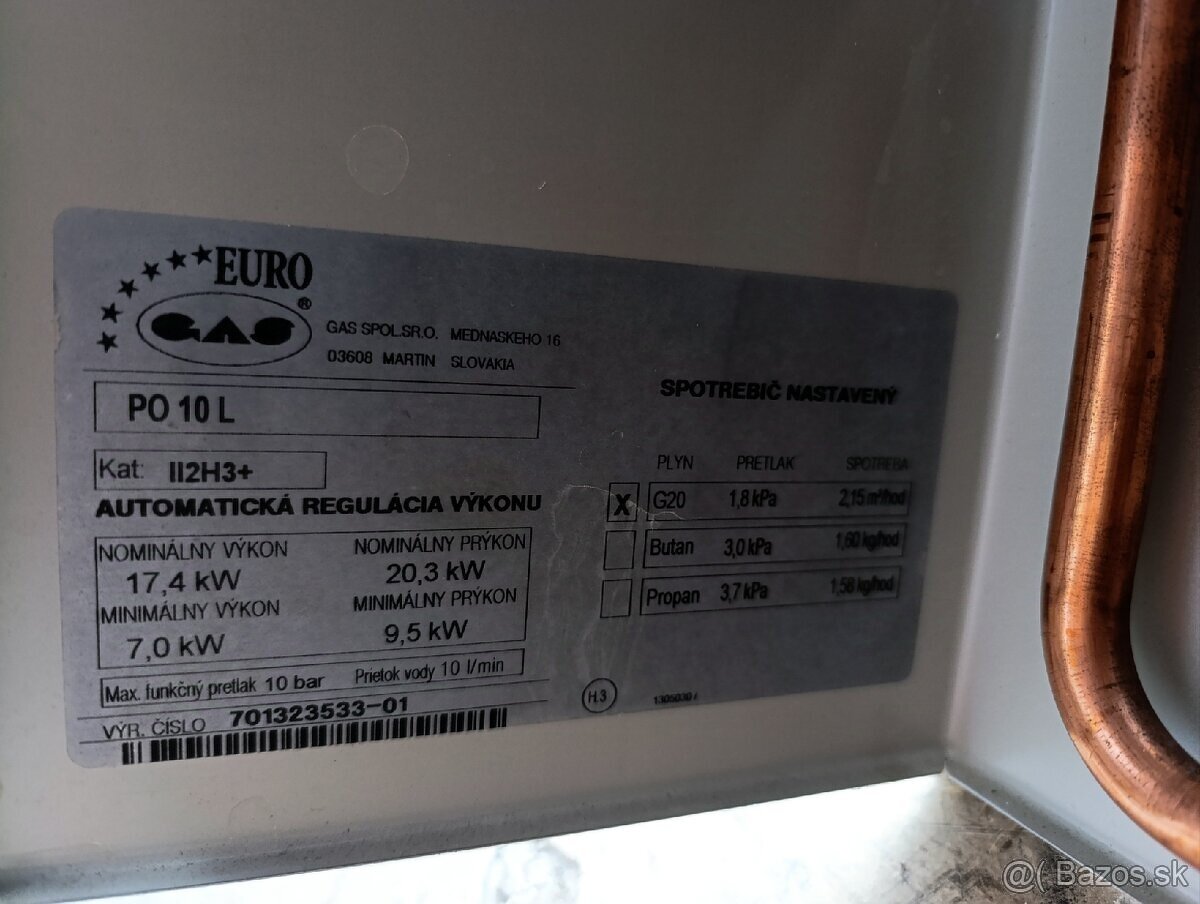 EURO
GAS ®
GAS SPOL.SR.O. MEDNASKEHO 16
03608 MARTIN SLOVAKIA
PO 10 L
Kat: II2H3+
AUTOMATICKÁ REGULÁCIA VÝKONU
NOMINÁLNY VÝKON NOMINÁLNY PRÝKON
17,4 kW 20,3 kW
MINIMÁLNY VÝKON MINIMÁLNY PRÝKON
7,0 kW 9,5 kW
Max. funkčný pretlak 10 bar Prietok vody 10 l/min
VÝR. ČÍSLO 701323533-01
SPOTREBIČ NASTAVENÝ
PLYN PRETLAK SPOTREBA
X G20 1,8 kPa 2,15 m³/hod
Butan 3,0 kPa 1,60 kg/hod
Propan 3,7 kPa 1,58 kg/hod
H.3
@( Bazos.sk